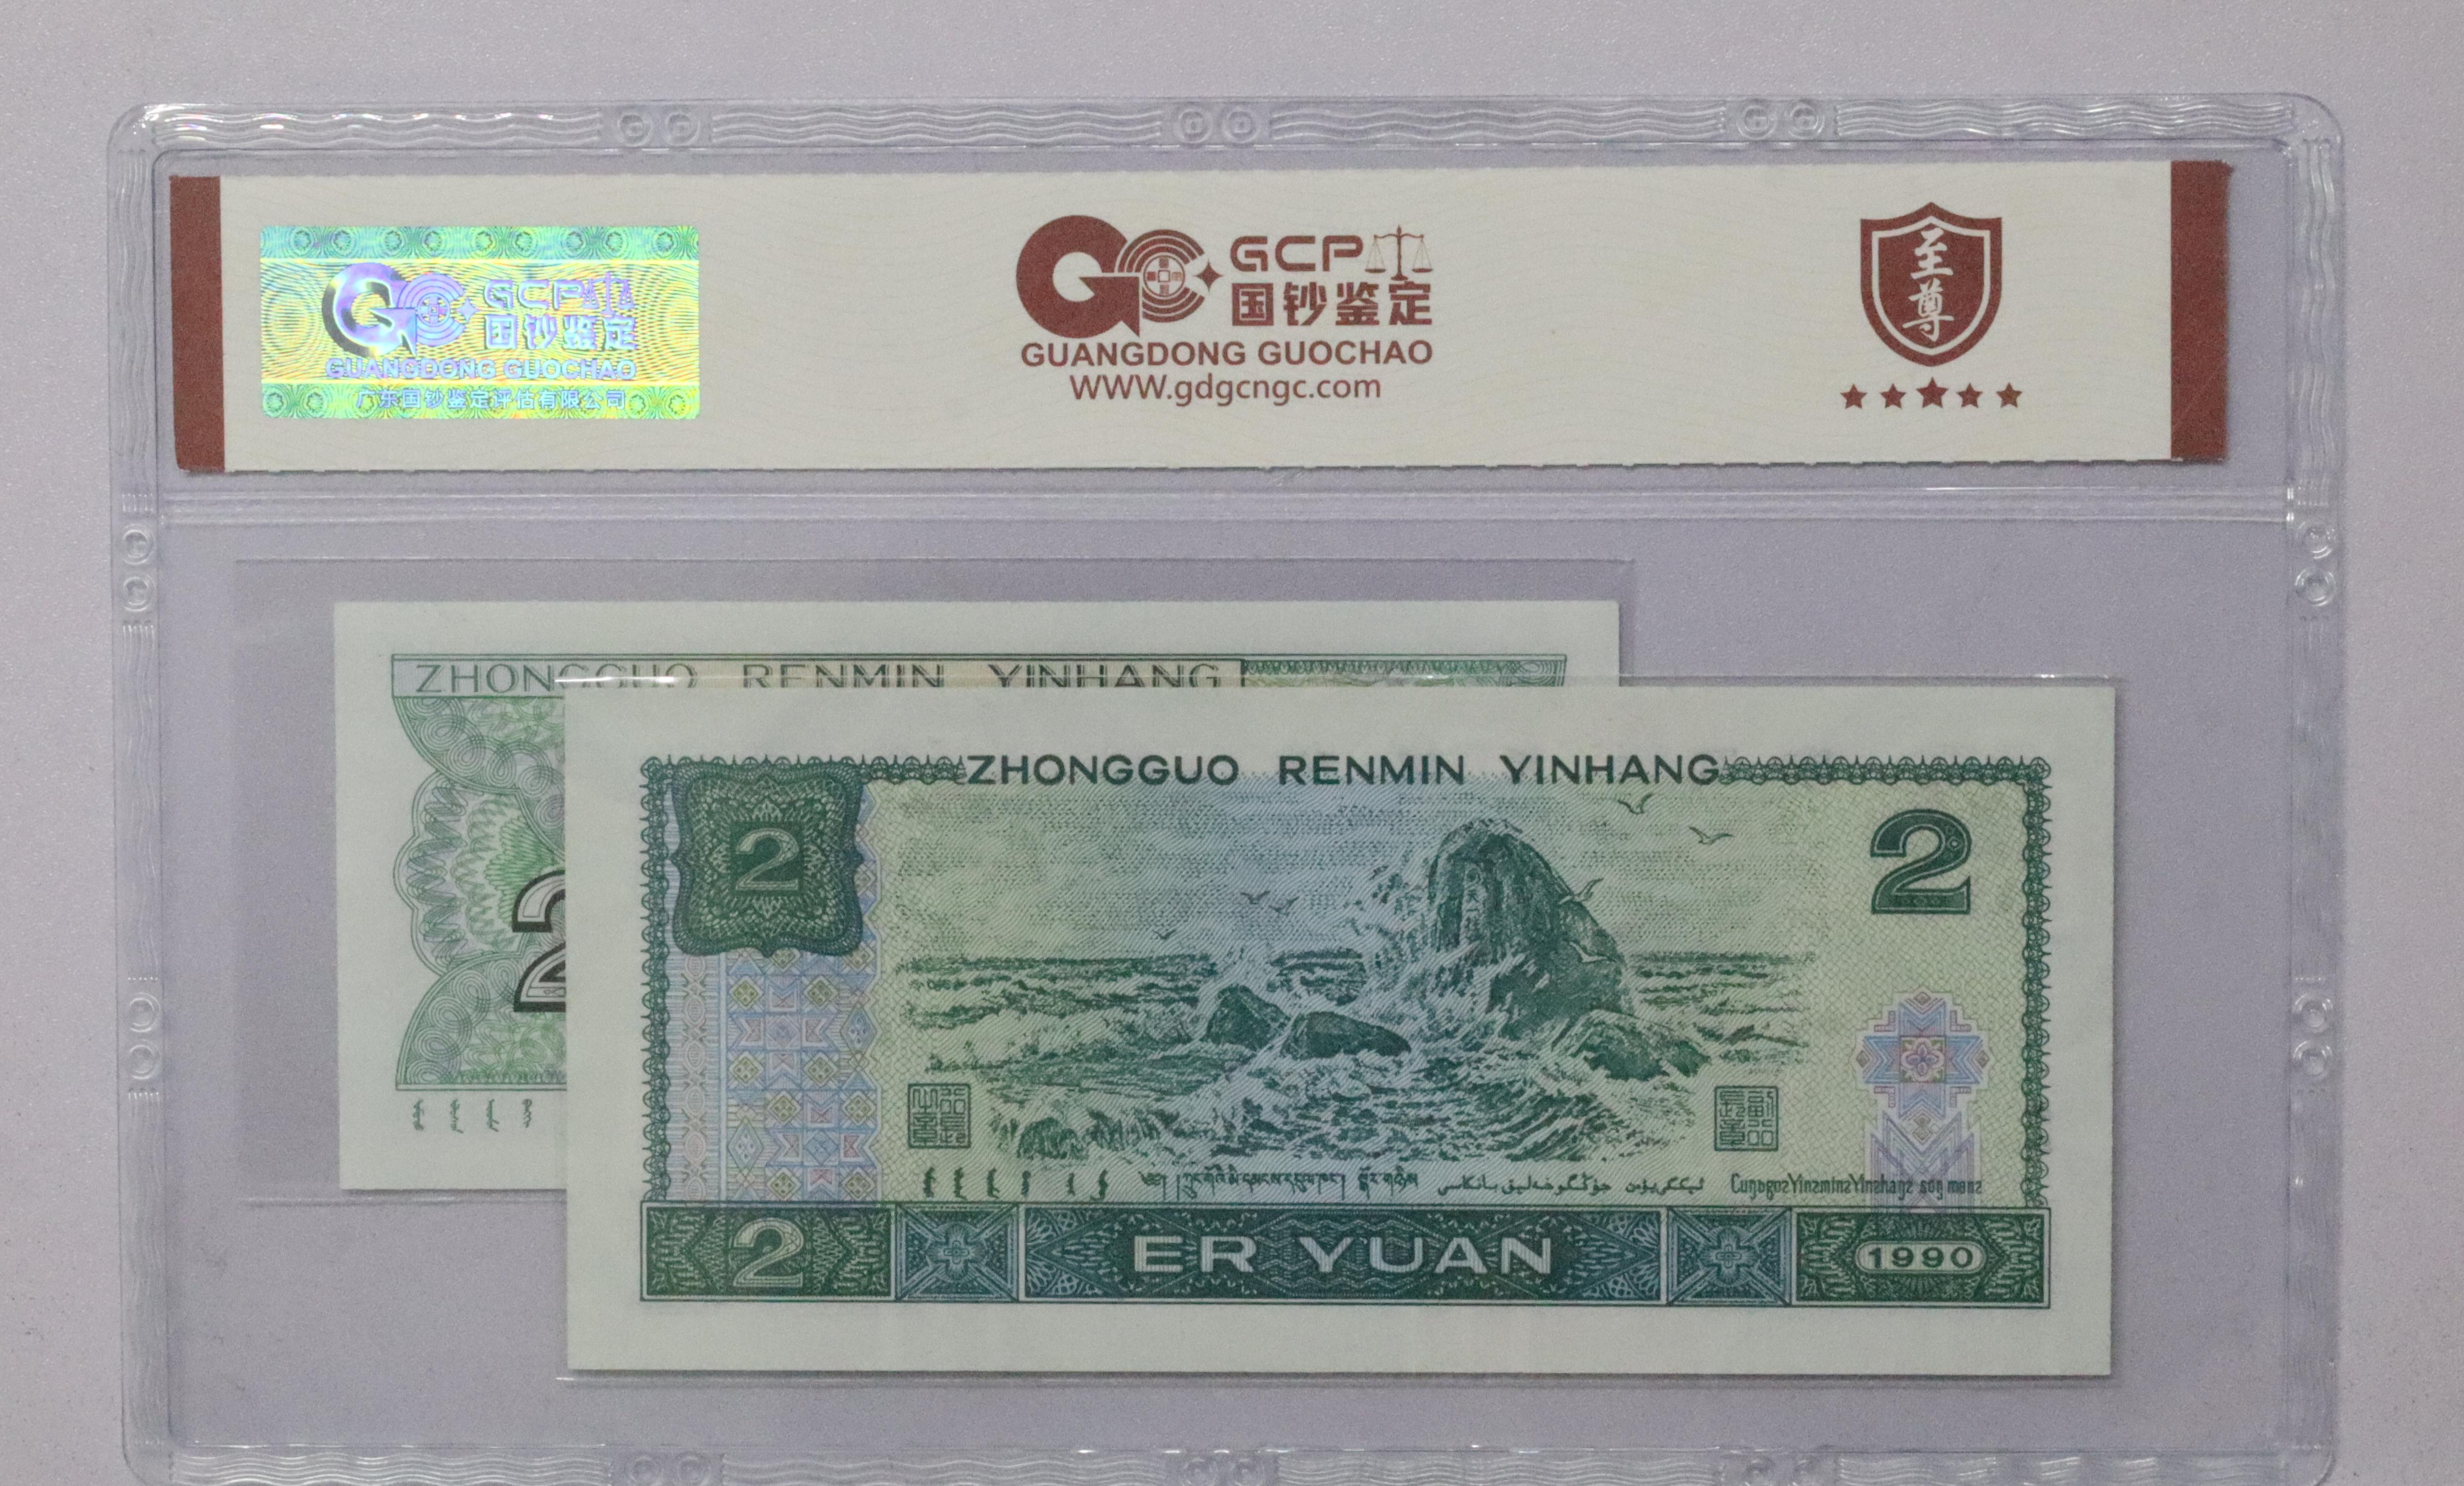 GCP
国钞鉴定
GUANGDONG GUOCHAO
广东国钞鉴定评估有限公司
GCP
国钞鉴定
GUANGDONG GUOCHAO
WWW.gdgcngc.com
至尊
ZHONGGUO RENMIN YINHANG
2
ZHONGGUO RENMIN YINHANG
2
2
2
ER YUAN
1990